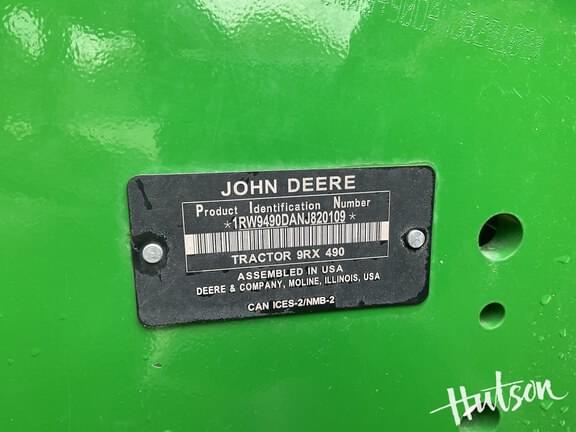 JOHN DEERE
Product Identification Number
*1RW9490DANJ820109*
TRACTOR 9RX 490
ASSEMBLED IN USA
DEERE & COMPANY, MOLINE, ILLINOIS, USA
CAN ICES-2/NMB-2
Hutson